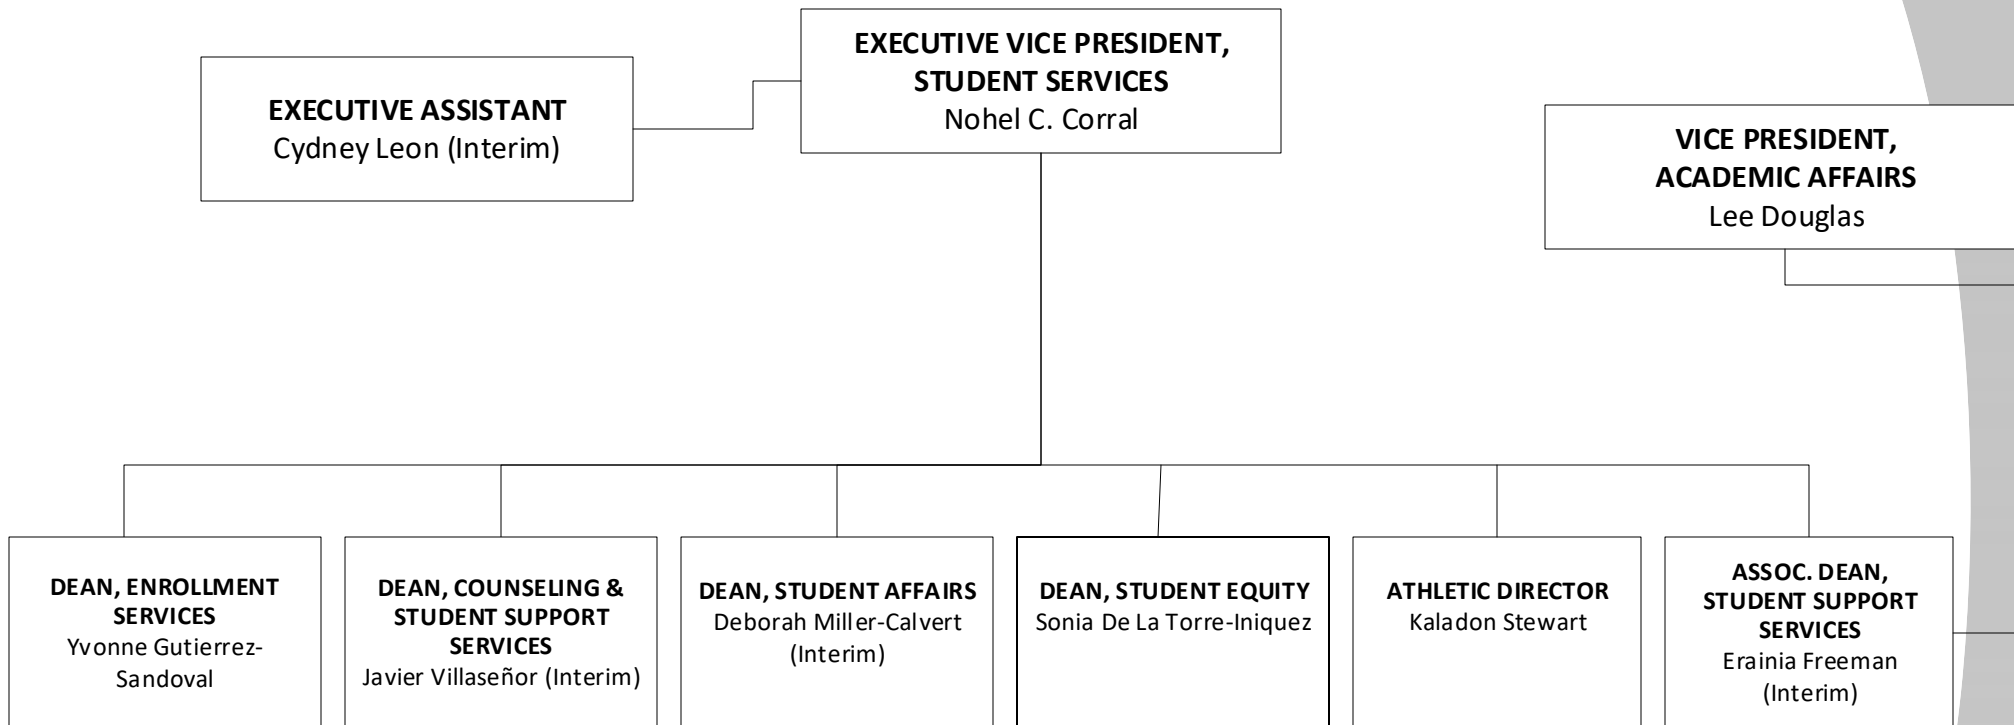 EXECUTIVE VICE PRESIDENT,
STUDENT SERVICES
Nohel C. Corral
EXECUTIVE ASSISTANT
Cydney Leon (Interim)
VICE PRESIDENT,
ACADEMIC AFFAIRS
Lee Douglas
DEAN, ENROLLMENT
SERVICES
Yvonne Gutierrez-
Sandoval
DEAN, COUNSELING &
STUDENT SUPPORT
SERVICES
Javier Villaseñor (Interim)
DEAN, STUDENT AFFAIRS
Deborah Miller-Calvert
(Interim)
DEAN, STUDENT EQUITY
Sonia De La Torre-Iniquez
ATHLETIC DIRECTOR
Kaladon Stewart
ASSOC. DEAN,
STUDENT SUPPORT
SERVICES
Erainia Freeman
(Interim)